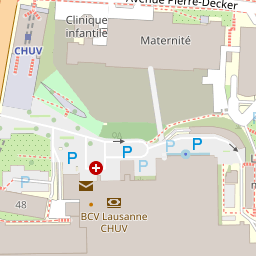 Avenue Pierre-Decker
Clinique
infantile
Maternité
CHUV
P
P
P
P
P
P
48
BCV Lausanne
CHUV